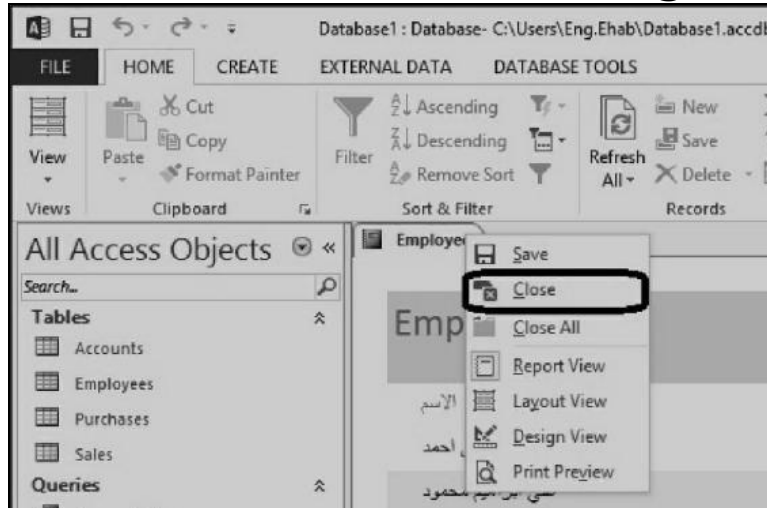 Database1 : Database- C:\Users\Eng.Ehab\Database1.accdb
FILE HOME CREATE EXTERNAL DATA DATABASE TOOLS
View
Views
Paste
Cut
Copy
Format Painter
Clipboard
Filter
Ascending
Descending
Remove Sort
Sort & Filter
Refresh
All
New
Save
Delete
Records
All Access Objects
Search...
Tables
Accounts
Employees
Purchases
Sales
Queries
Employe
Emp
الاسم
احمد
محمود
Save
Close
Close All
Report View
Layout View
Design View
Print Preview